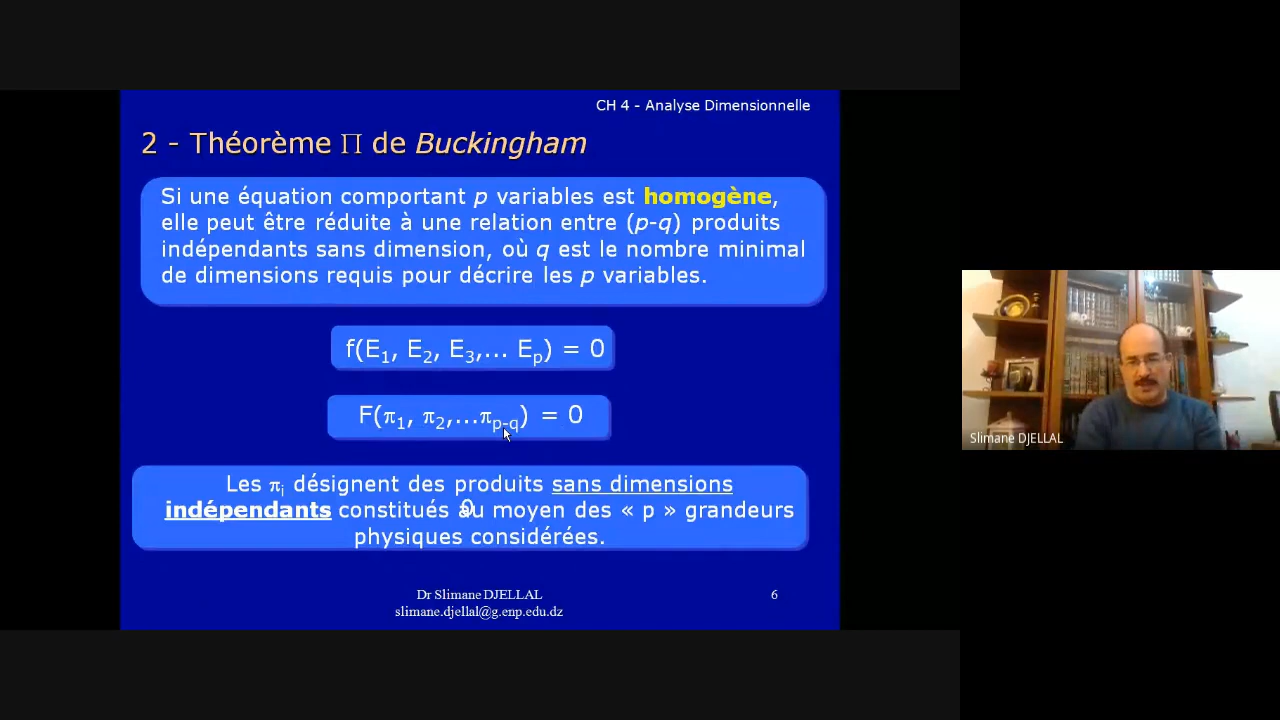 CH 4 - Analyse Dimensionnelle
2 - Théorème Π de Buckingham
Si une équation comportant p variables est homogène,
elle peut être réduite à une relation entre (p-q) produits
indépendants sans dimension, où q est le nombre minimal
de dimensions requis pour décrire les p variables.
f(E₁, E₂, E₃,... Eₚ) = 0
F(π₁, π₂,...πp-q) = 0
Les πᵢ désignent des produits sans dimensions
indépendants constitués au moyen des « p » grandeurs
physiques considérées.
Dr Slimane DJELLAL
slimane.djellal@g.enp.edu.dz
6
Slimane DJELLAL